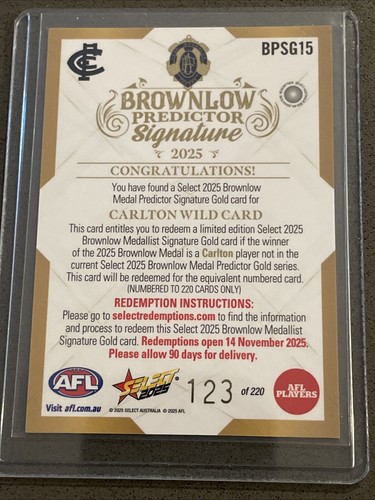 BPSG15
BROWNLOW
PREDICTOR
Signature
2025
CONGRATULATIONS!
You have found a Select 2025 Brownlow
Medal Predictor Signature Gold card for
CARLTON WILD CARD
This card entitles you to redeem a limited edition Select 2025
Brownlow Medallist Signature Gold card if the winner
of the 2025 Brownlow Medal is a Carlton player not in the
current Select 2025 Brownlow Medal Predictor Gold series.
This card will be redeemed for the equivalent numbered card.
(NUMBERED TO 220 CARDS ONLY)
REDEMPTION INSTRUCTIONS:
Please go to selectredemptions.com to find the information
and process to redeem this Select 2025 Brownlow Medallist
Signature Gold card. Redemptions open 14 November 2025.
Please allow 90 days for delivery.
AFL
Visit afl.com.au
SELECT
2025
© 2025 SELECT AUSTRALIA © 2025 AFL
123 of 220
AFL
PLAYERS